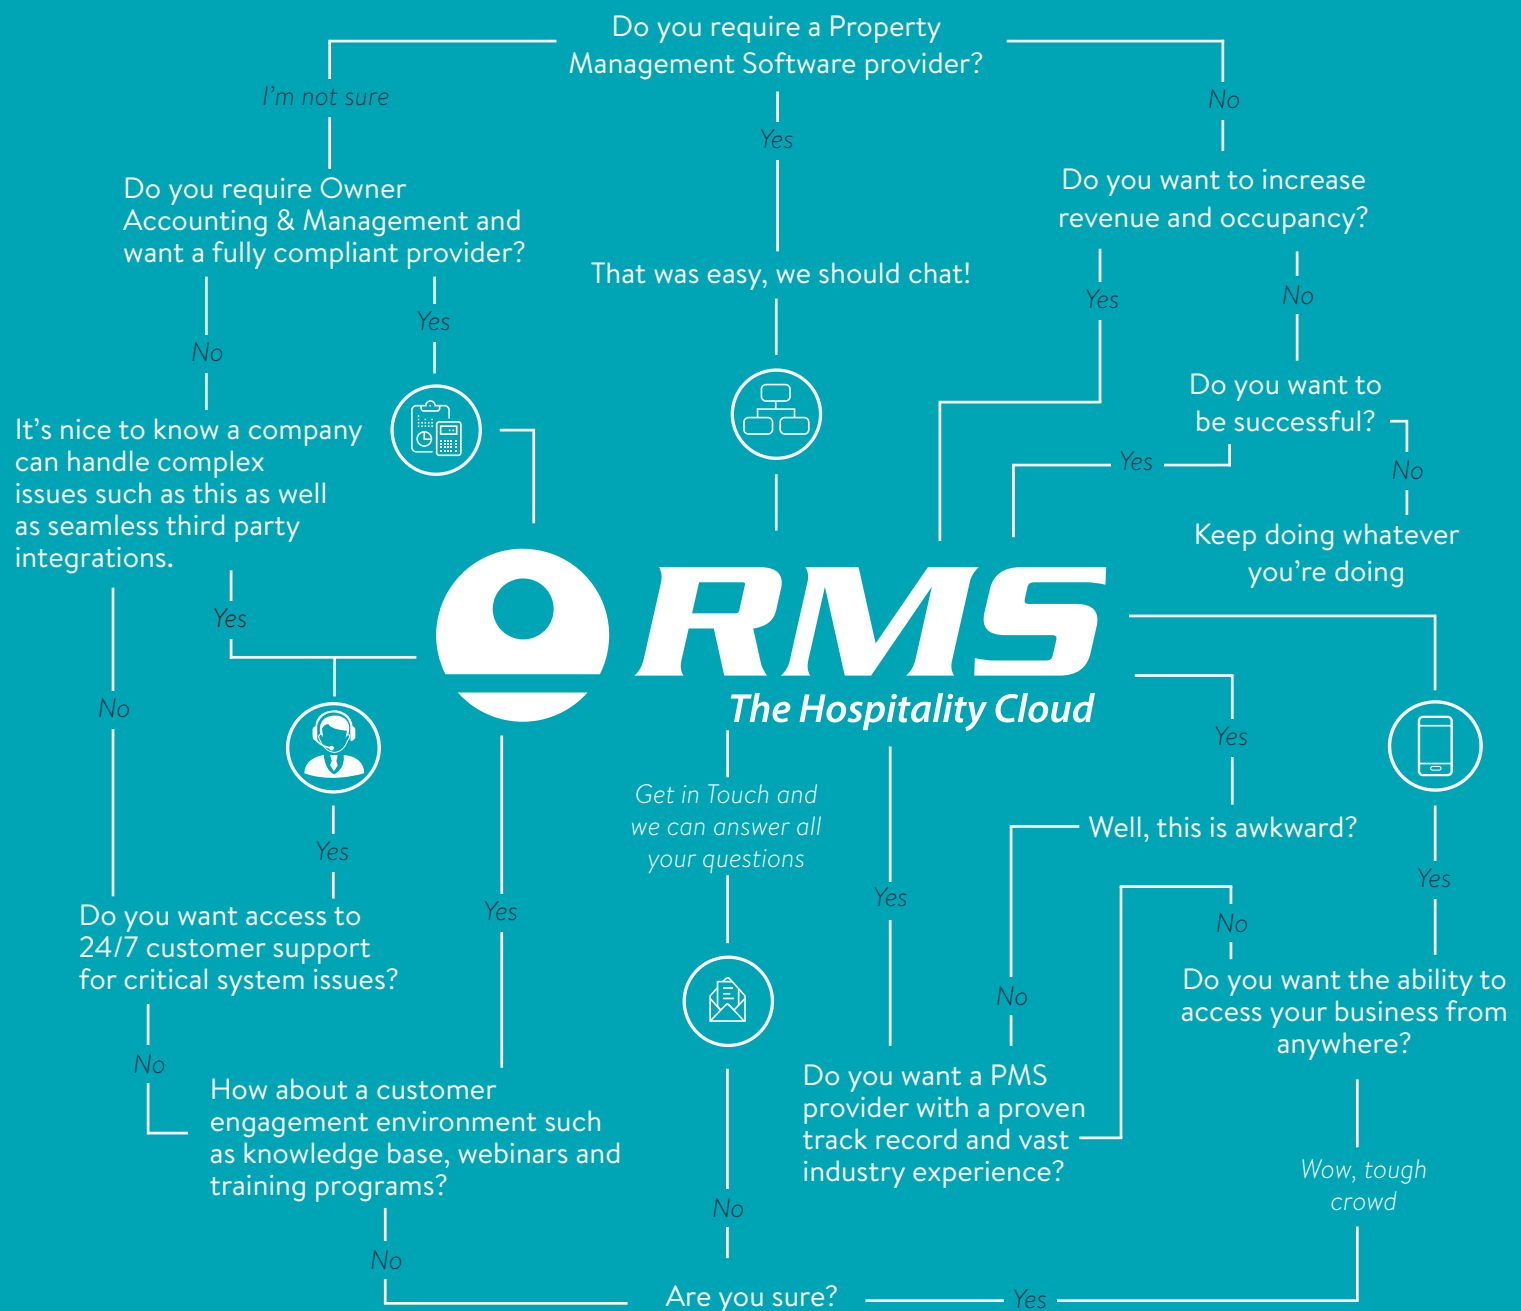 Do you require a Property
Management Software provider?
I'm not sure
Yes
No
Do you require Owner
Accounting & Management and
want a fully compliant provider?
Do you want to increase
revenue and occupancy?
That was easy, we should chat!
No
Yes
Yes
No
It's nice to know a company
can handle complex
issues such as this as well
as seamless third party
integrations.
Do you want to
be successful?
Yes
No
Keep doing whatever
you're doing
Yes
No
RMS
The Hospitality Cloud
Yes
Get in Touch and
we can answer all
your questions
Well, this is awkward?
Yes
Yes
Yes
Yes
No
Do you want access to
24/7 customer support
for critical system issues?
No
Do you want the ability to
access your business from
anywhere?
No
How about a customer
engagement environment such
as knowledge base, webinars and
training programs?
Do you want a PMS
provider with a proven
track record and vast
industry experience?
Wow, tough
crowd
No
No
Are you sure?
Yes